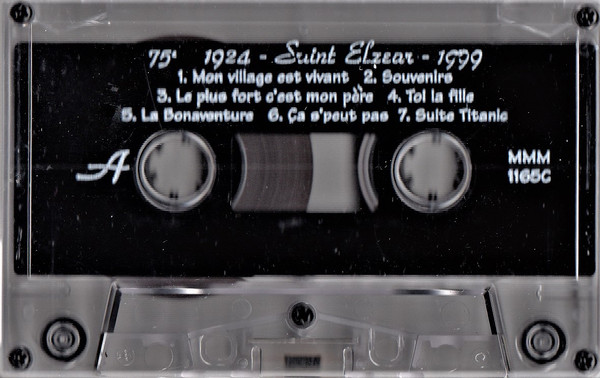 75e 1924 - Saint Elzear - 1999
1. Mon village est vivant 2. Souvenirs
3. Le plus fort c'est mon père 4. Toi la fille
5. La Bonaventure 6. Ça s'peut pas 7. Suite Titanic
A
MMM
1165C